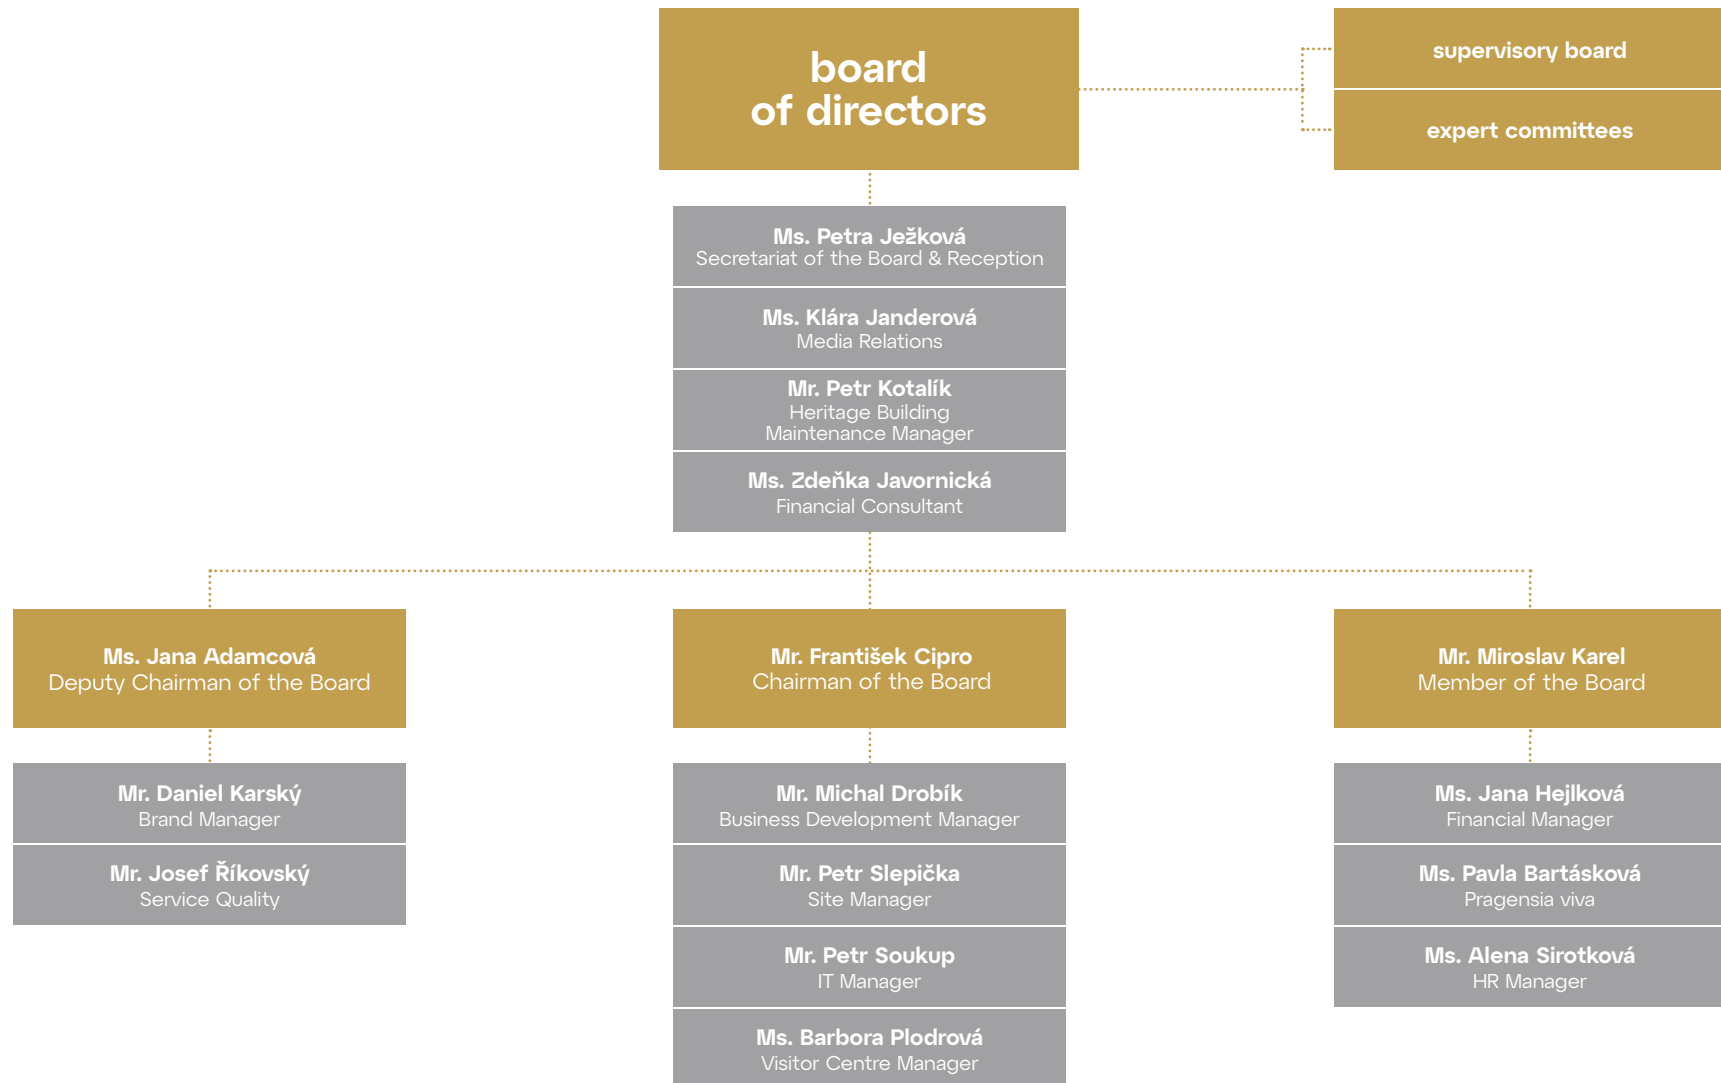 board
of directors
supervisory board
expert committees
Ms. Petra Ježková
Secretariat of the Board & Reception
Ms. Klára Janderová
Media Relations
Mr. Petr Kotalík
Heritage Building
Maintenance Manager
Ms. Zdeňka Javornická
Financial Consultant
Ms. Jana Adamcová
Deputy Chairman of the Board
Mr. Daniel Karský
Brand Manager
Mr. Josef Říkovský
Service Quality
Mr. František Cipro
Chairman of the Board
Mr. Michal Drobík
Business Development Manager
Mr. Petr Slepička
Site Manager
Mr. Petr Soukup
IT Manager
Ms. Barbora Plodrová
Visitor Centre Manager
Mr. Miroslav Karel
Member of the Board
Ms. Jana Hejlková
Financial Manager
Ms. Pavla Bartásková
Pragensia viva
Ms. Alena Sirotková
HR Manager